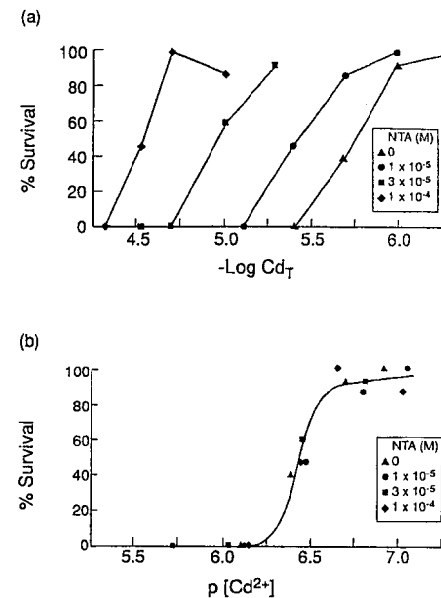 (a)
100
80
60
40
20
0
% Survival
4.5
5.0
5.5
6.0
-Log Cd_T
NTA (M)
▲ 0
● 1 x 10⁻⁵
■ 3 x 10⁻⁵
◆ 1 x 10⁻⁴
(b)
100
80
60
40
20
0
% Survival
5.5
6.0
6.5
7.0
p [Cd²⁺]
NTA (M)
▲ 0
● 1 x 10⁻⁵
■ 3 x 10⁻⁵
◆ 1 x 10⁻⁴